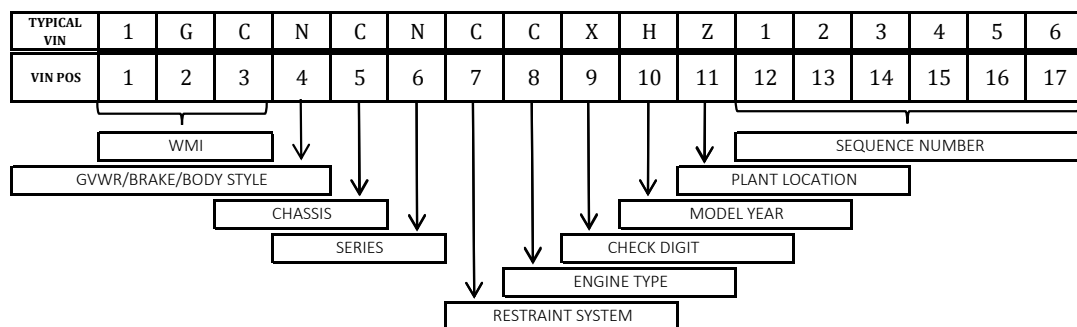 TYPICAL VIN 1 G C N C N C C X H Z 1 2 3 4 5 6
VIN POS 1 2 3 4 5 6 7 8 9 10 11 12 13 14 15 16 17
WMI SEQUENCE NUMBER
GVWR/BRAKE/BODY STYLE PLANT LOCATION
CHASSIS MODEL YEAR
SERIES CHECK DIGIT
ENGINE TYPE
RESTRAINT SYSTEM